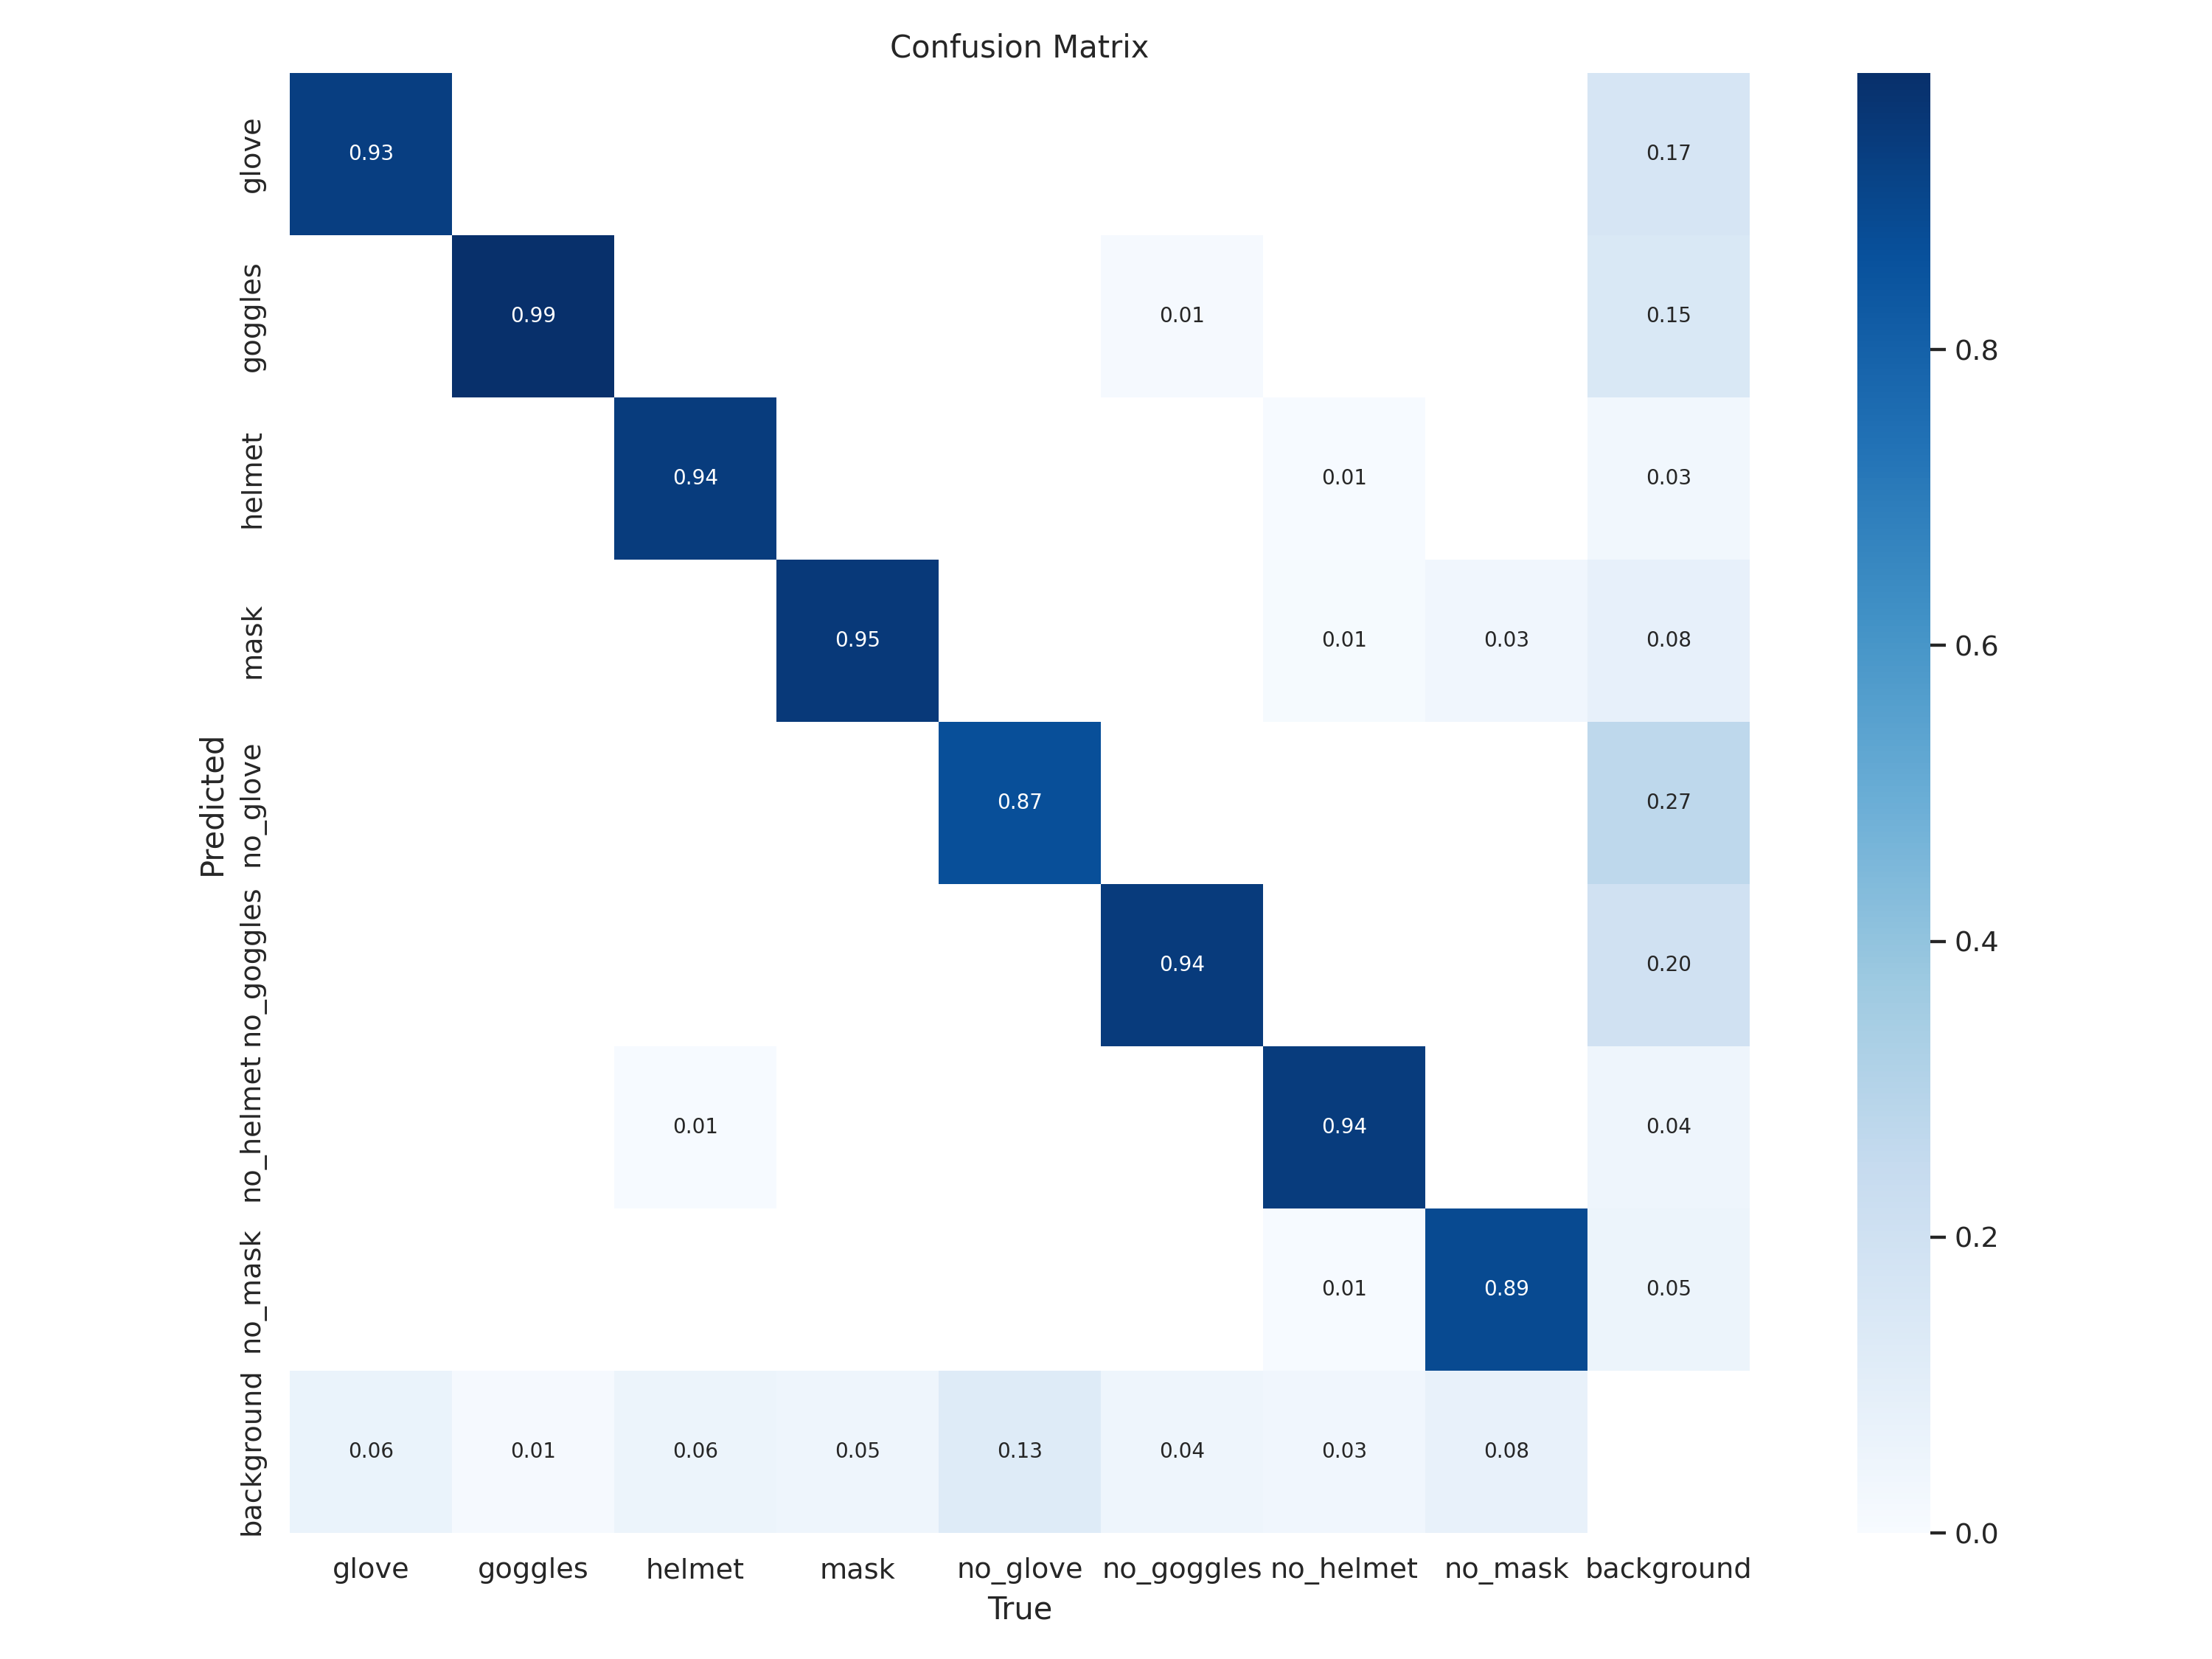 Confusion Matrix
glove 0.93 0.17
goggles 0.99 0.01 0.15
helmet 0.94 0.01 0.03
mask 0.95 0.01 0.03 0.08
no_glove 0.87 0.27
no_goggles 0.94 0.20
no_helmet 0.01 0.94 0.04
no_mask 0.01 0.89 0.05
background 0.06 0.01 0.06 0.05 0.13 0.04 0.03 0.08
Predicted
glove goggles helmet mask no_glove no_goggles no_helmet no_mask background
True
0.8
0.6
0.4
0.2
0.0